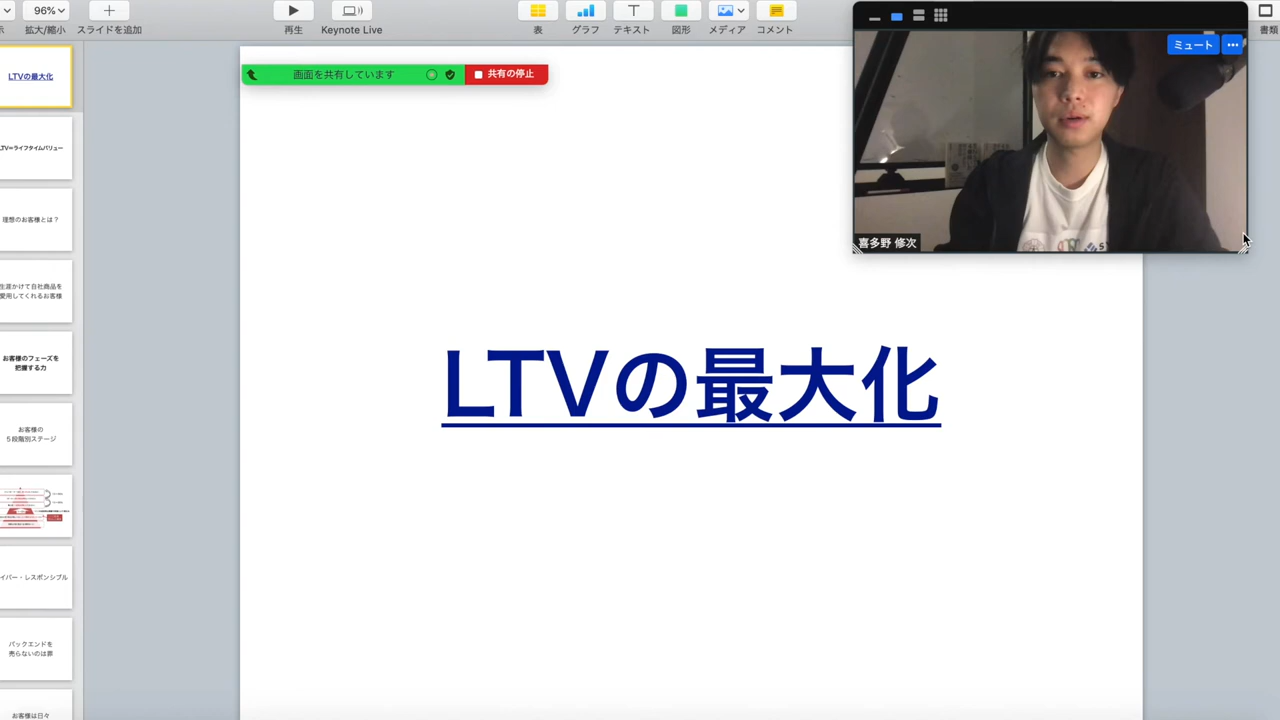 96%
拡大/縮小
スライドを追加
再生
Keynote Live
表
グラフ
テキスト
図形
メディア
コメント
書類
画面を共有しています
共有の停止
ミュート
喜多野 修次
LTVの最大化
LTVの最大化
LTV=ライフタイムバリュー
理想のお客様とは？
生涯かけて自社商品を
愛用してくれるお客様
お客様のフェーズを
把握する力
お客様の
5段階別ステージ
イパー・レスポンシブル
バックエンドを
売らないのは罪
お客様は日々